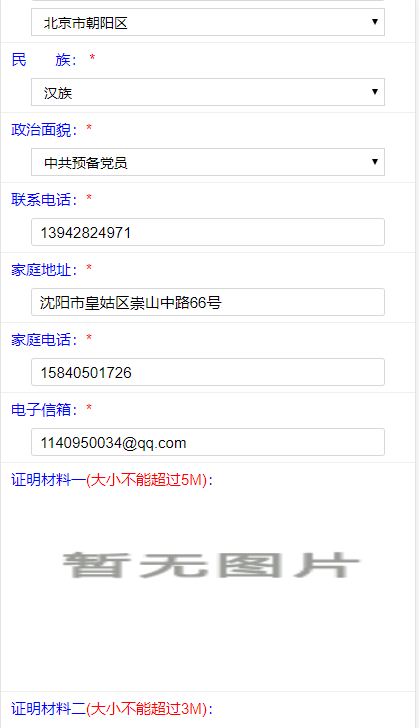 北京市朝阳区
民 族： *
汉族
政治面貌：*
中共预备党员
联系电话：*
13942824971
家庭地址：*
沈阳市皇姑区崇山中路66号
家庭电话：*
15840501726
电子信箱：*
1140950034@qq.com
证明材料一(大小不能超过5M)：
暂无图片
证明材料二(大小不能超过3M)：